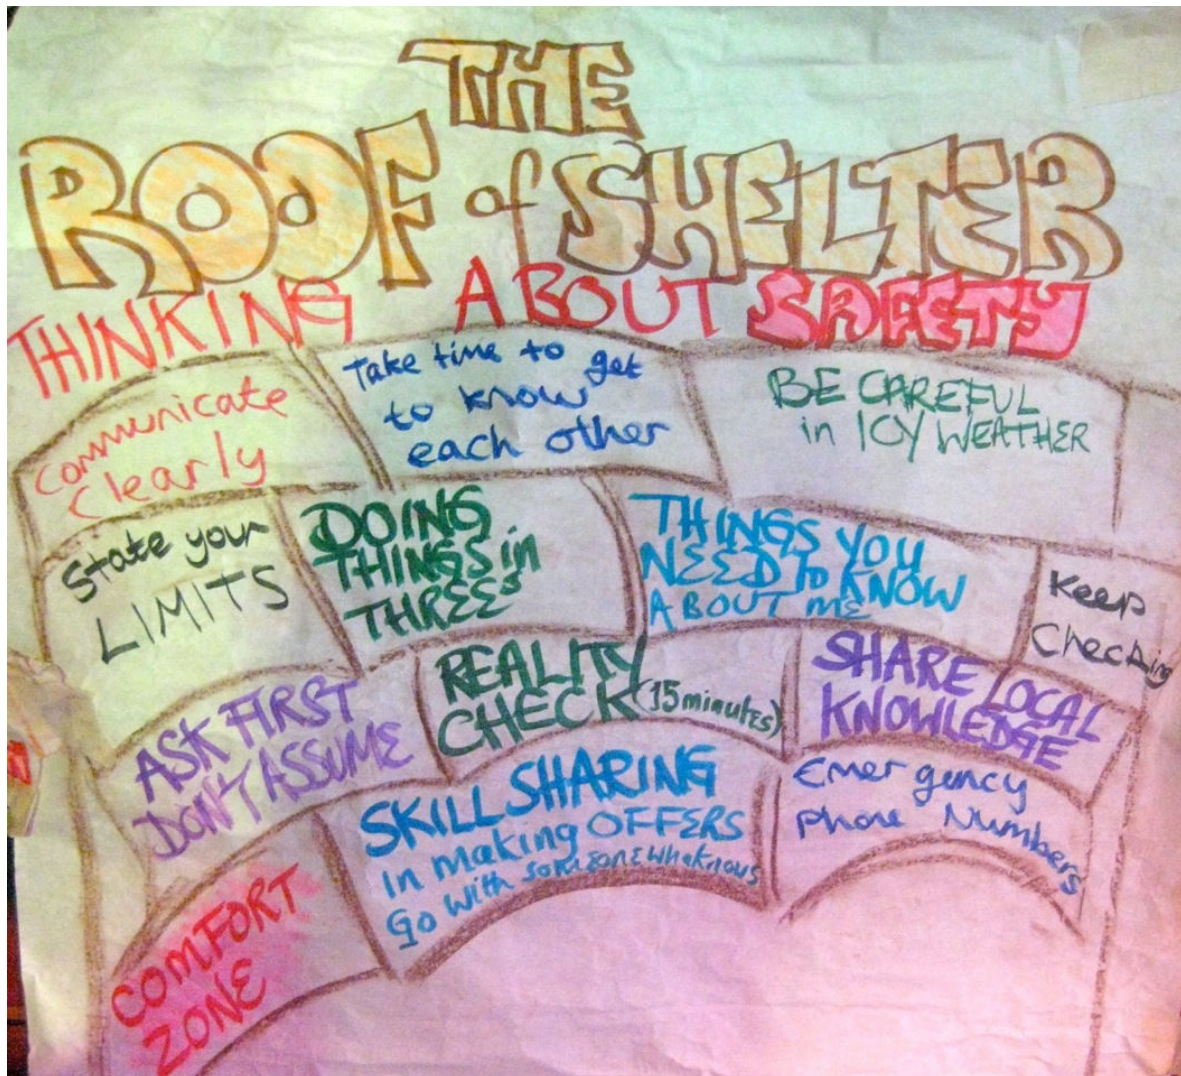 THE
ROOF of SHELTER
THINKING ABOUT SAFETY
Communicate
Clearly
Take time to get
to know
each other
BE CAREFUL
in ICY WEATHER
State your
LIMITS
DOING
THINGS in
THREES
THINGS YOU
NEED to KNOW
ABOUT ME
Keep
Checking
ASK FIRST
DON'T ASSUME
REALITY
CHECK (15 minutes)
SHARE LOCAL
KNOWLEDGE
COMFORT
ZONE
SKILL SHARING
in making OFFERS
Go with someone who knows
Emergency
phone Numbers